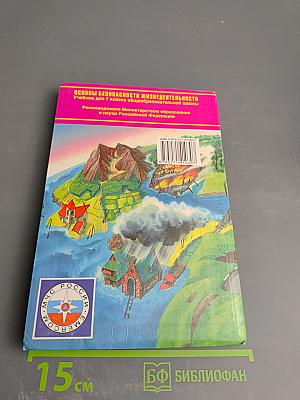 ОСНОВЫ БЕЗОПАСНОСТИ ЖИЗНЕДЕЯТЕЛЬНОСТИ
Учебник для 7 класса общеобразовательной школы
Рекомендовано Министерством образования
и науки Российской Федерации
МЧС РОССИИ
EMERCOM
15 см
БФ БИБЛИОФАН